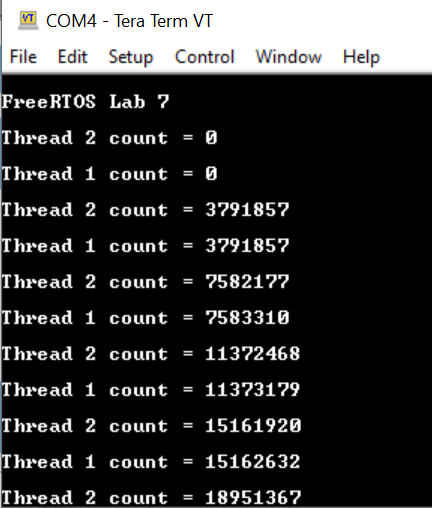 VT COM4 - Tera Term VT
File Edit Setup Control Window Help
FreeRTOS Lab 7
Thread 2 count = 0
Thread 1 count = 0
Thread 2 count = 3791857
Thread 1 count = 3791857
Thread 2 count = 7582177
Thread 1 count = 7583310
Thread 2 count = 11372468
Thread 1 count = 11373179
Thread 2 count = 15161920
Thread 1 count = 15162632
Thread 2 count = 18951367